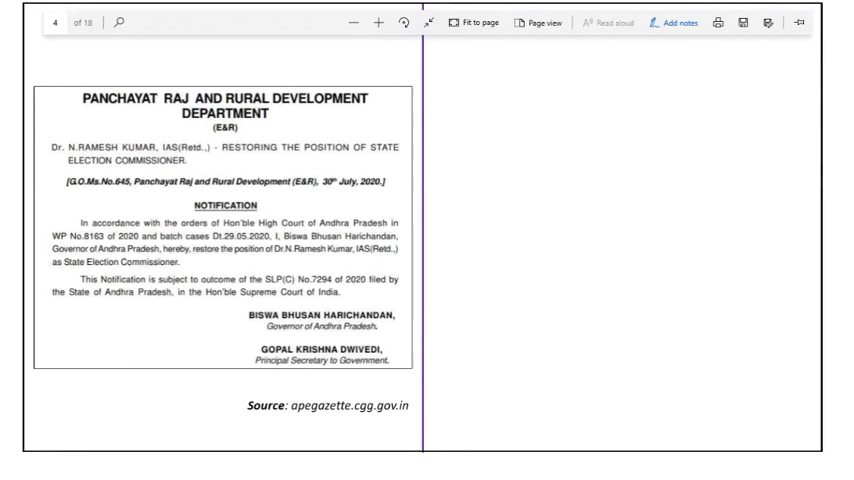 4 of 18 Fit to page Page view Read aloud Add notes
PANCHAYAT RAJ AND RURAL DEVELOPMENT
DEPARTMENT
(E&R)
Dr. N.RAMESH KUMAR, IAS(Retd.,) - RESTORING THE POSITION OF STATE
ELECTION COMMISSIONER.
[G.O.Ms.No.645, Panchayat Raj and Rural Development (E&R), 30th July, 2020.]
NOTIFICATION
In accordance with the orders of Hon'ble High Court of Andhra Pradesh in
WP No.8163 of 2020 and batch cases Dt.29.05.2020, I, Biswa Bhusan Harichandan,
Governor of Andhra Pradesh, hereby, restore the position of Dr.N.Ramesh Kumar, IAS(Retd.,)
as State Election Commissioner.
This Notification is subject to outcome of the SLP(C) No.7294 of 2020 filed by
the State of Andhra Pradesh, in the Hon'ble Supreme Court of India.
BISWA BHUSAN HARICHANDAN,
Governor of Andhra Pradesh.
GOPAL KRISHNA DWIVEDI,
Principal Secretary to Government.
Source: apegazette.cgg.gov.in